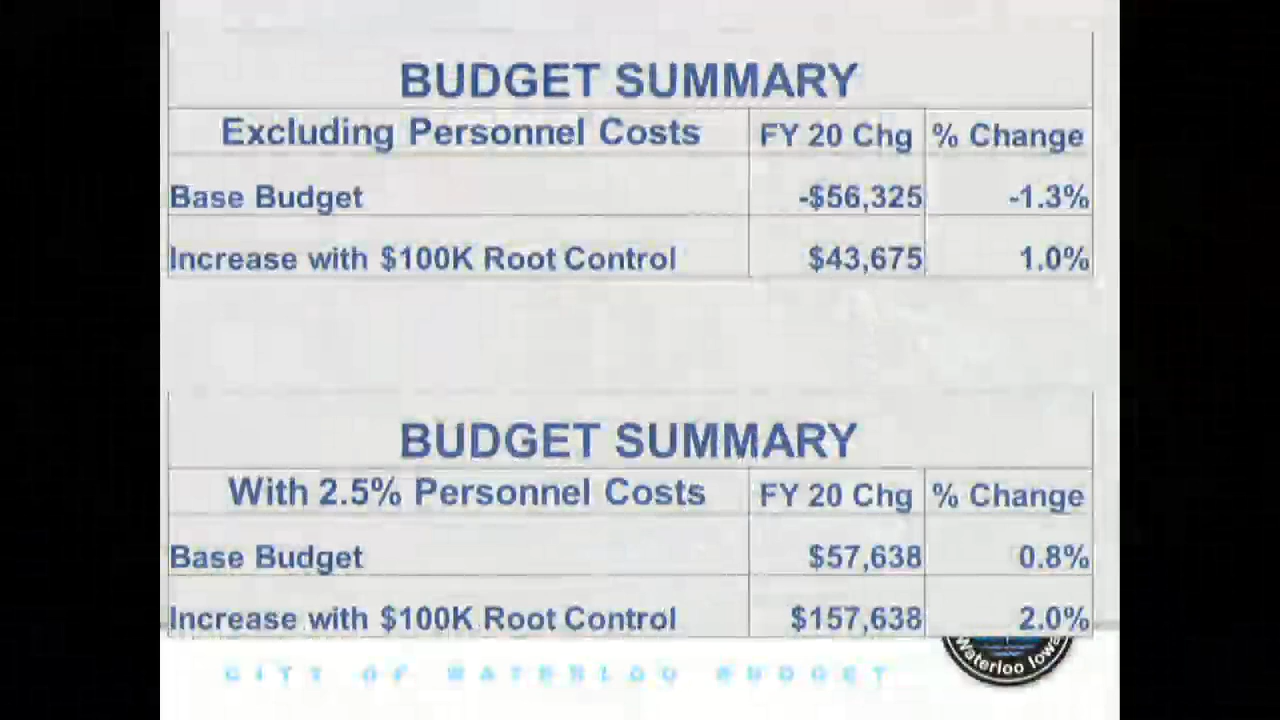 BUDGET SUMMARY
Excluding Personnel Costs FY 20 Chg % Change
Base Budget -$56,325 -1.3%
Increase with $100K Root Control $43,675 1.0%
BUDGET SUMMARY
With 2.5% Personnel Costs FY 20 Chg % Change
Base Budget $57,638 0.8%
Increase with $100K Root Control $157,638 2.0%
Waterloo Iowa
CITY OF WATERLOO BUDGET